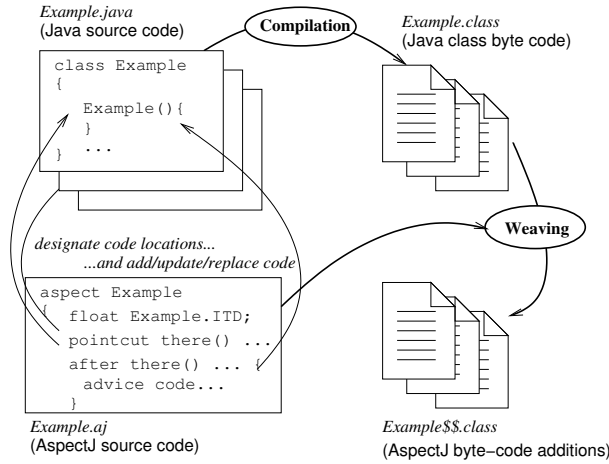 Example.java
(Java source code)
Compilation
Example.class
(Java class byte code)
class Example
{
Example(){
}
...
}
designate code locations...
...and add/update/replace code
Weaving
aspect Example
{ float Example.ITD;
pointcut there() ...
after there() ... {
advice code...
}
Example.aj
(AspectJ source code)
Example$$.class
(AspectJ byte−code additions)